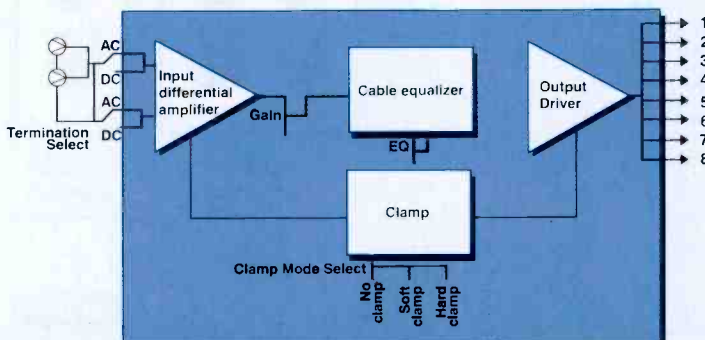 AC
DC
AC
DC
Termination
Select
Input
differential
amplifier
Gain
Cable equalizer
EQ
Output
Driver
Clamp
Clamp Mode Select
No
clamp
Soft
clamp
Hard
clamp
1
2
3
4
5
6
7
8